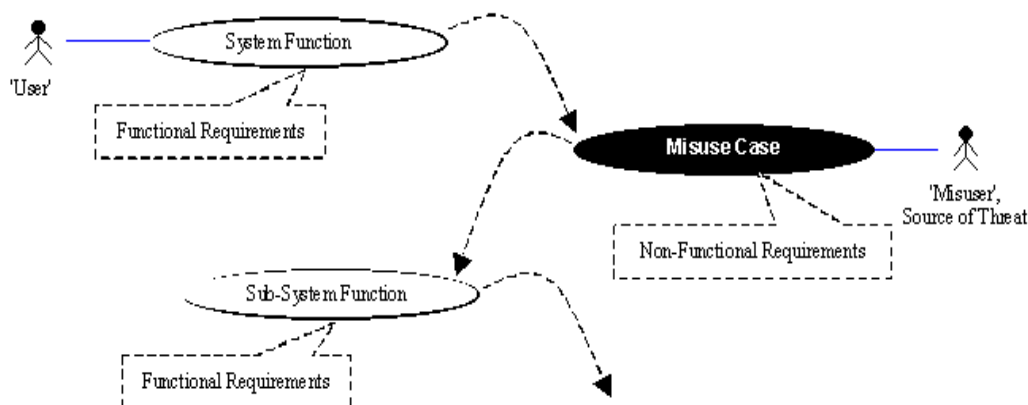 System Function
'User'
Functional Requirements
Misuse Case
'Misuser',
Source of Threat
Non-Functional Requirements
Sub-System Function
Functional Requirements